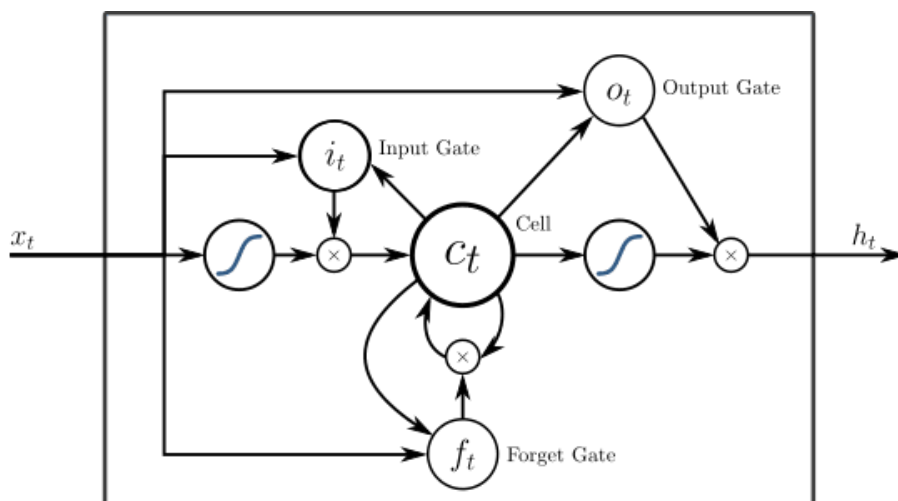 o_t Output Gate
i_t Input Gate
x_t
Cell
h_t
×
c_t
×
×
f_t Forget Gate